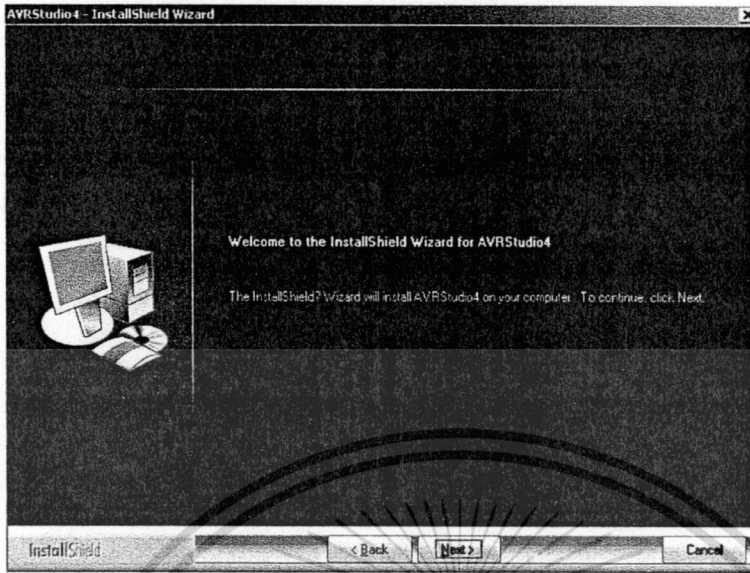 AVRStudio4 - InstallShield Wizard
Welcome to the InstallShield Wizard for AVRStudio4
The InstallShield? Wizard will install AVRStudio4 on your computer. To continue, click Next.
InstallShield
< Back
Next >
Cancel